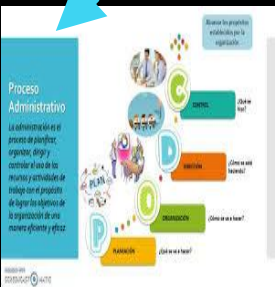 Alcanzar los propósitos
establecidos por la
organización.
Proceso
Administrativo
La administración es el
proceso de planificar,
organizar, dirigir y
controlar el uso de los
recursos y actividades de
trabajo con el propósito
de lograr los objetivos de
la organización de una
manera eficiente y eficaz.
C
CONTROL
¿Qué se
hizo?
D
DIRECCIÓN
¿Cómo se está
haciendo?
PLAN
O
ORGANIZACIÓN
¿Cómo se va a hacer?
P
PLANEACIÓN
¿Qué se va a hacer?
SCREENCAST-O-MATIC